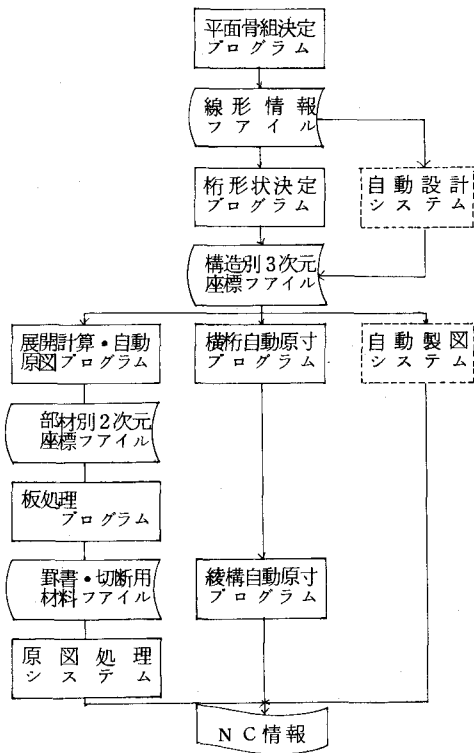 平面骨組決定
プログラム
線形情報
ファイル
桁形状決定
プログラム
自動設計
システム
構造別3次元
座標ファイル
展開計算・自動
原図プログラム
横桁自動原寸
プログラム
自動製図
システム
部材別2次元
座標ファイル
板処理
プログラム
罫書・切断用
材料ファイル
綾構自動原寸
プログラム
原図処理
システム
NC情報